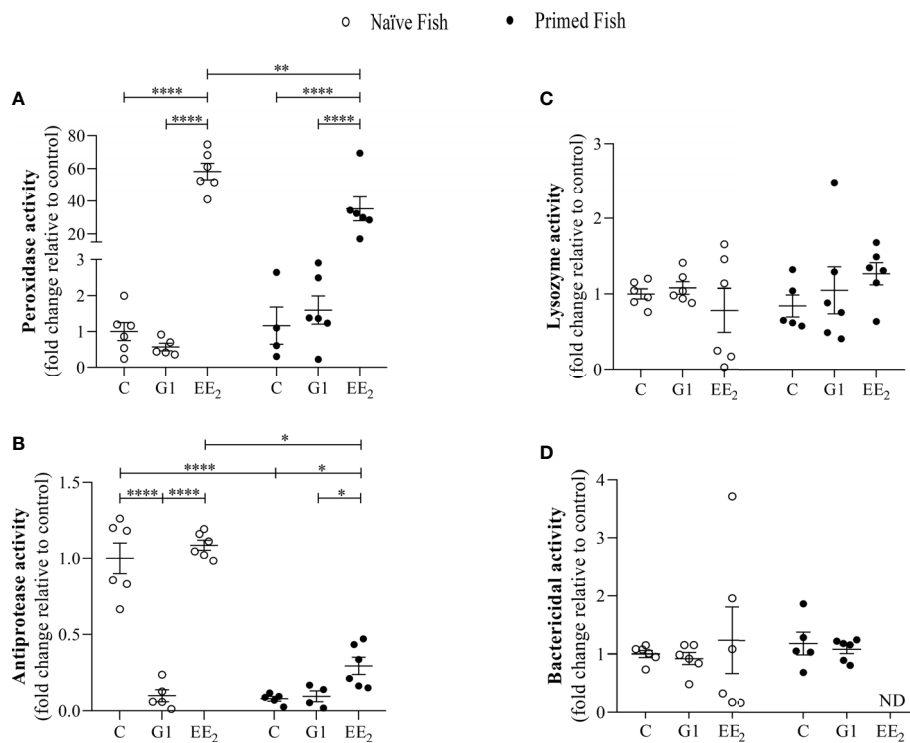 Naïve Fish
Primed Fish
A
**
****
****
****
****
Peroxidase activity
(fold change relative to control)
80
60
40
20
3
2
1
0
C
G1
EE₂
C
G1
EE₂
B
*
****
*
****
****
*
Antiprotease activity
(fold change relative to control)
1.5
1.0
0.5
0.0
C
G1
EE₂
C
G1
EE₂
C
Lysozyme activity
(fold change relative to control)
3
2
1
0
C
G1
EE₂
C
G1
EE₂
D
Bactericidal activity
(fold change relative to control)
4
3
2
1
0
ND
C
G1
EE₂
C
G1
EE₂